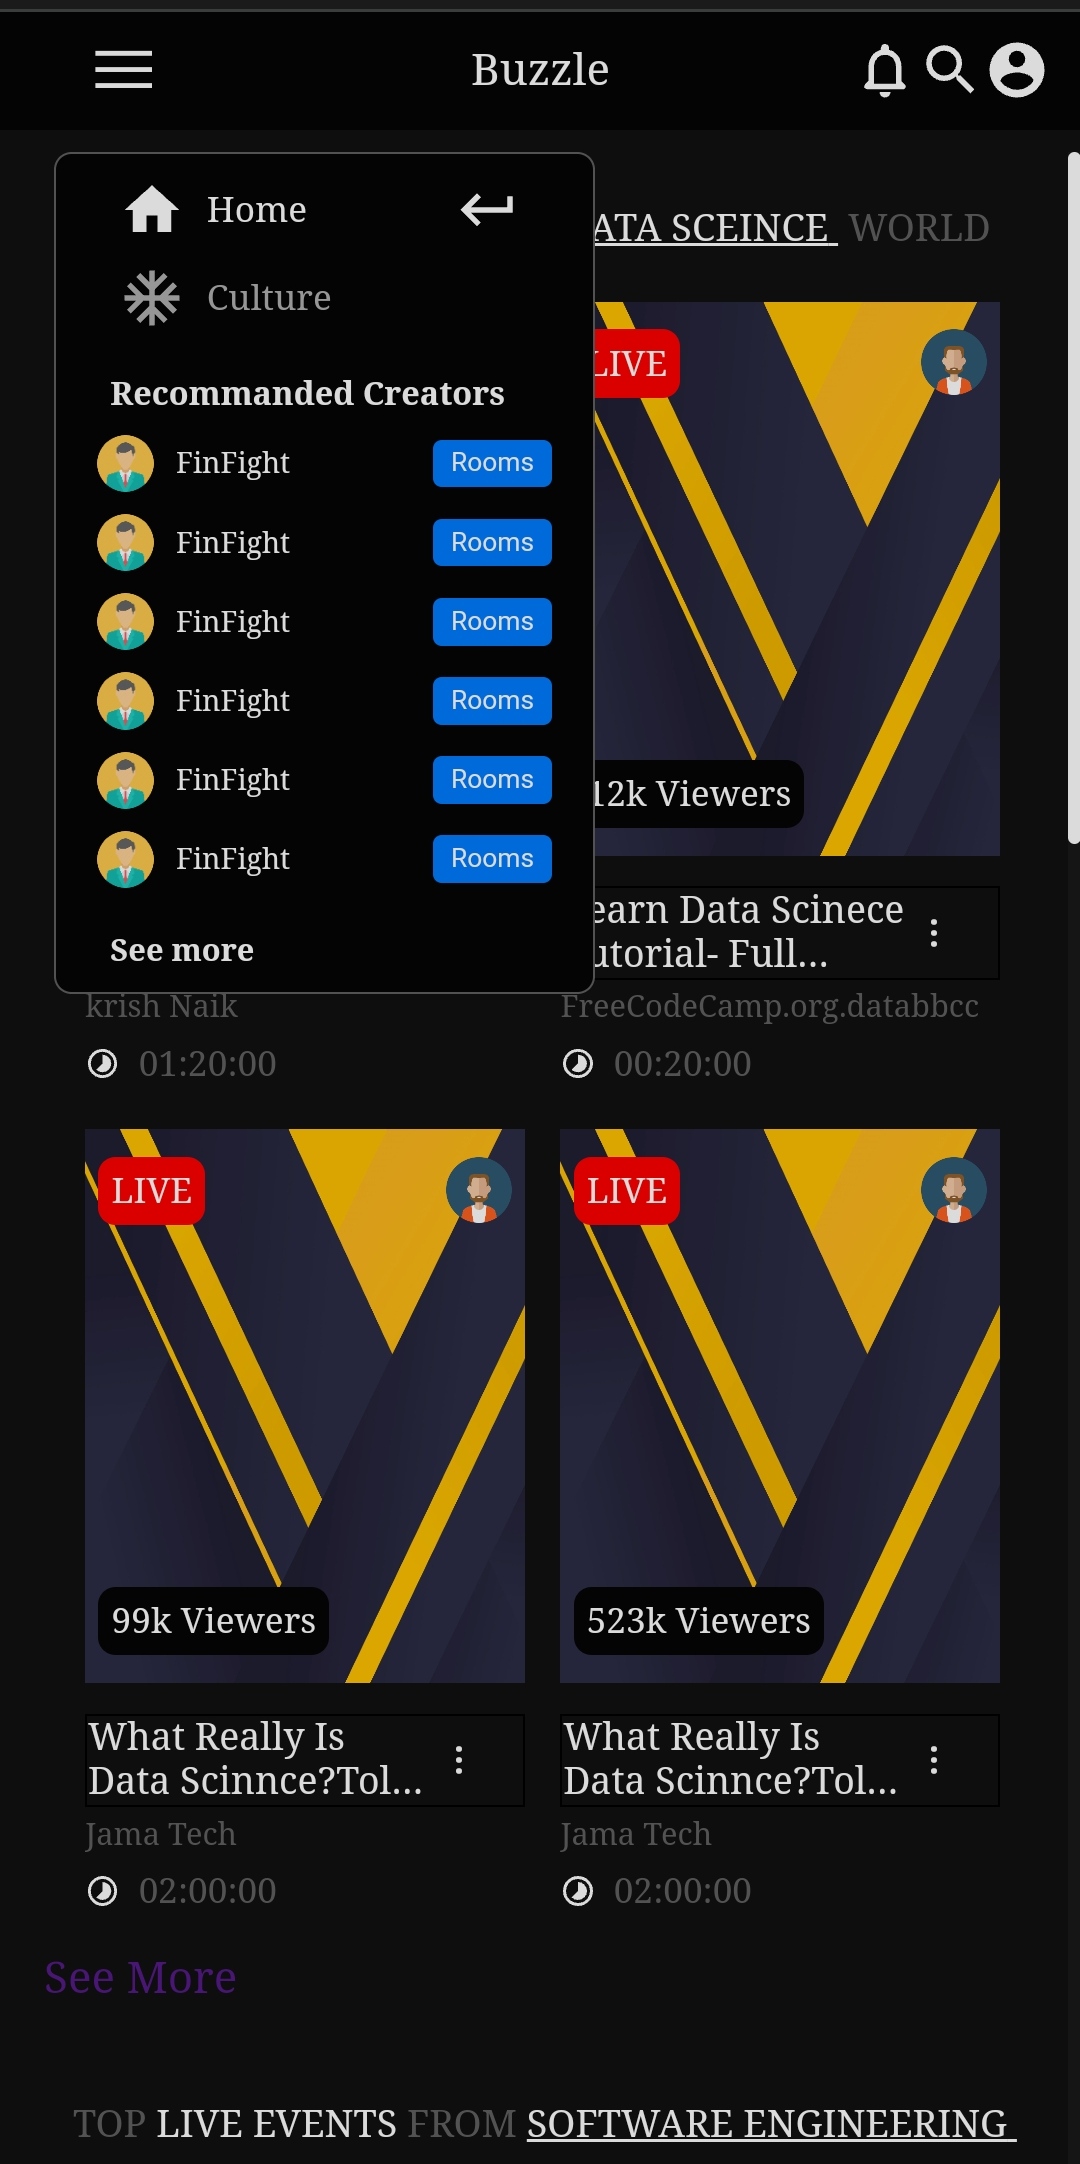 Buzzle
Home
Culture
Recommanded Creators
FinFight Rooms
FinFight Rooms
FinFight Rooms
FinFight Rooms
FinFight Rooms
FinFight Rooms
See more
ATA SCEINCE WORLD
LIVE
12k Viewers
earn Data Scinece
utorial- Full...
krish Naik
FreeCodeCamp.org.databbcc
01:20:00
00:20:00
LIVE
99k Viewers
What Really Is
Data Scinnce?Tol...
Jama Tech
02:00:00
LIVE
523k Viewers
What Really Is
Data Scinnce?Tol...
Jama Tech
02:00:00
See More
TOP LIVE EVENTS FROM SOFTWARE ENGINEERING